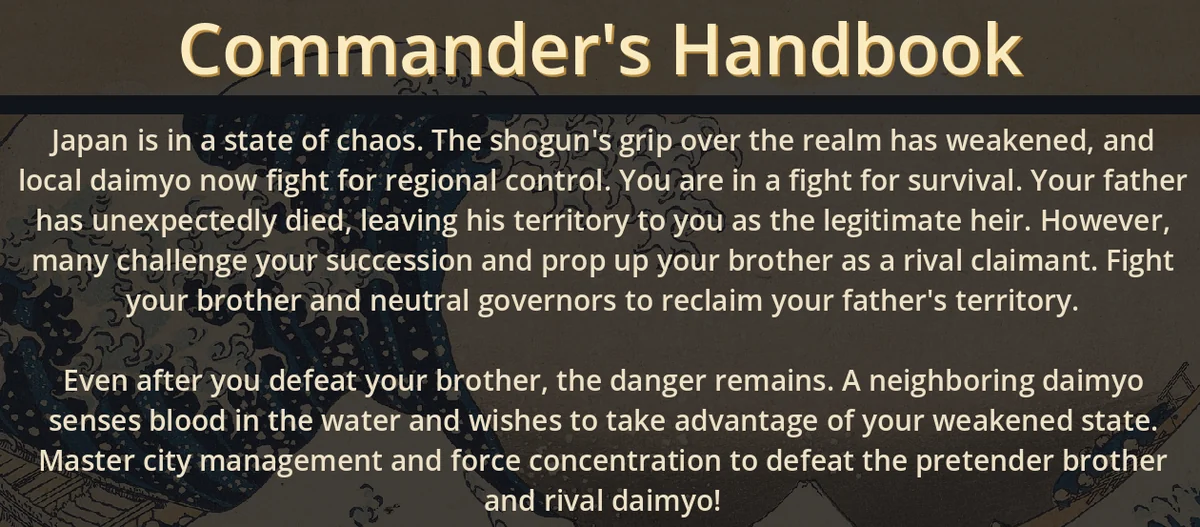 Commander's Handbook
Japan is in a state of chaos. The shogun's grip over the realm has weakened, and
local daimyo now fight for regional control. You are in a fight for survival. Your father
has unexpectedly died, leaving his territory to you as the legitimate heir. However,
many challenge your succession and prop up your brother as a rival claimant. Fight
your brother and neutral governors to reclaim your father's territory.
Even after you defeat your brother, the danger remains. A neighboring daimyo
senses blood in the water and wishes to take advantage of your weakened state.
Master city management and force concentration to defeat the pretender brother
and rival daimyo!